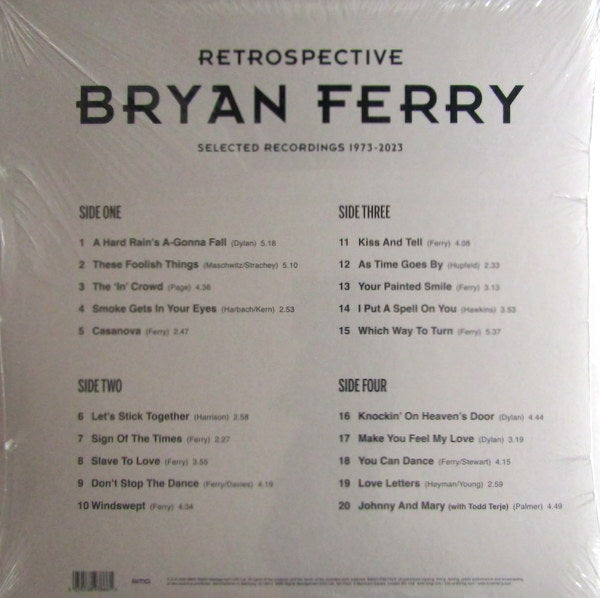 RETROSPECTIVE
BRYAN FERRY
SELECTED RECORDINGS 1973-2023
SIDE ONE
1 A Hard Rain's A-Gonna Fall (Dylan) 5.18
2 These Foolish Things (Maschwitz/Strachey) 5.10
3 The 'In' Crowd (Page) 4.36
4 Smoke Gets In Your Eyes (Harbach/Kern) 2.53
5 Casanova (Ferry) 2.47
SIDE TWO
6 Let's Stick Together (Harrison) 2.58
7 Sign Of The Times (Ferry) 2.27
8 Slave To Love (Ferry) 3.55
9 Don't Stop The Dance (Ferry/Davies) 4.19
10 Windswept (Ferry) 4.34
SIDE THREE
11 Kiss And Tell (Ferry) 4.08
12 As Time Goes By (Hupfeld) 2.33
13 Your Painted Smile (Ferry) 3.13
14 I Put A Spell On You (Hawkins) 3.53
15 Which Way To Turn (Ferry) 5.37
SIDE FOUR
16 Knockin' On Heaven's Door (Dylan) 4.44
17 Make You Feel My Love (Dylan) 3.19
18 You Can Dance (Ferry/Stewart) 4.15
19 Love Letters (Heyman/Young) 2.59
20 Johnny And Mary (with Todd Terje) (Palmer) 4.49
BMG